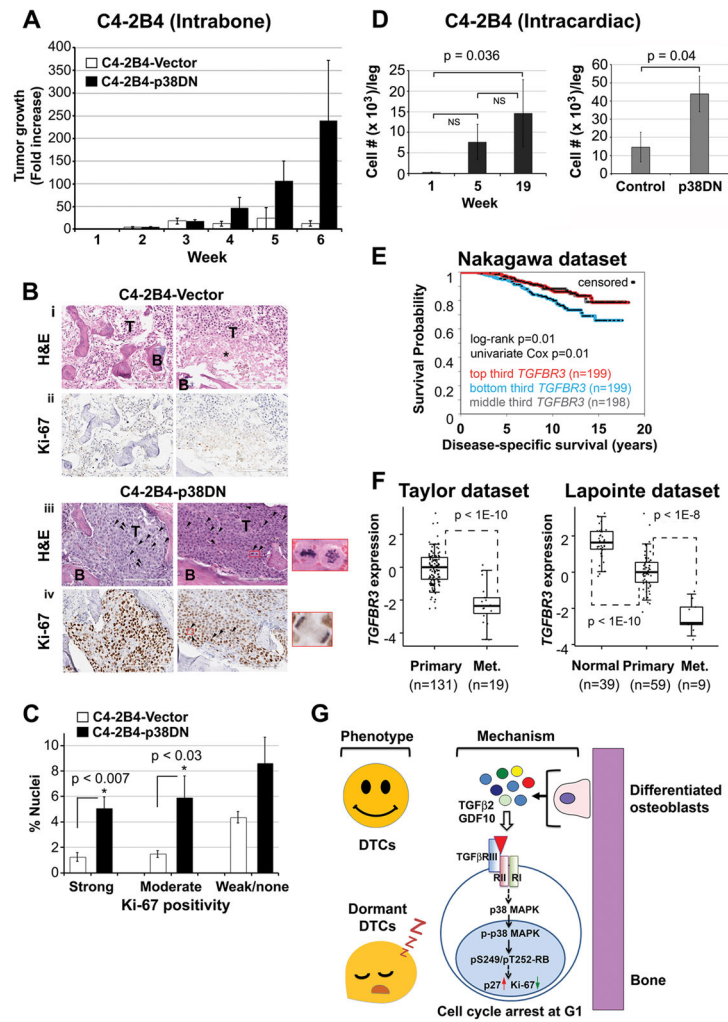 A
C4-2B4 (Intrabone)
C4-2B4-Vector
C4-2B4-p38DN
Tumor growth
(Fold increase)
400
350
300
250
200
150
100
50
0
1 2 3 4 5 6
Week
B
C4-2B4-Vector
i
H&E
T
B
T
*
B
ii
Ki-67
C4-2B4-p38DN
iii
H&E
T
B
T
B
iv
Ki-67
C
C4-2B4-Vector
C4-2B4-p38DN
% Nuclei
10
8
6
4
2
0
p < 0.007
*
p < 0.03
*
Strong Moderate Weak/none
Ki-67 positivity
D
C4-2B4 (Intracardiac)
p = 0.036
Cell # (x 10³)/leg
25
20
15
10
5
0
NS
NS
1 5 19
Week
p = 0.04
Cell # (x 10³)/leg
60
50
40
30
20
10
0
Control p38DN
E
Nakagawa dataset
Survival Probability
1
0.8
0.6
0.4
0.2
0
censored
log-rank p=0.01
univariate Cox p=0.01
top third TGFBR3 (n=199)
bottom third TGFBR3 (n=199)
middle third TGFBR3 (n=198)
0 5 10 15 20
Disease-specific survival (years)
F
Taylor dataset
TGFBR3 expression
p < 1E-10
2
0
-2
-4
Primary Met.
(n=131) (n=19)
Lapointe dataset
TGFBR3 expression
p < 1E-8
p < 1E-10
2
0
-2
-4
Normal Primary Met.
(n=39) (n=59) (n=9)
G
Phenotype
Mechanism
DTCs
Dormant
DTCs
Z
Z
Z
TGFβ2
GDF10
TGFβRIII
RII RI
p38 MAPK
p-p38 MAPK
pS249/pT252-RB
p27 Ki-67
Cell cycle arrest at G1
Differentiated
osteoblasts
Bone